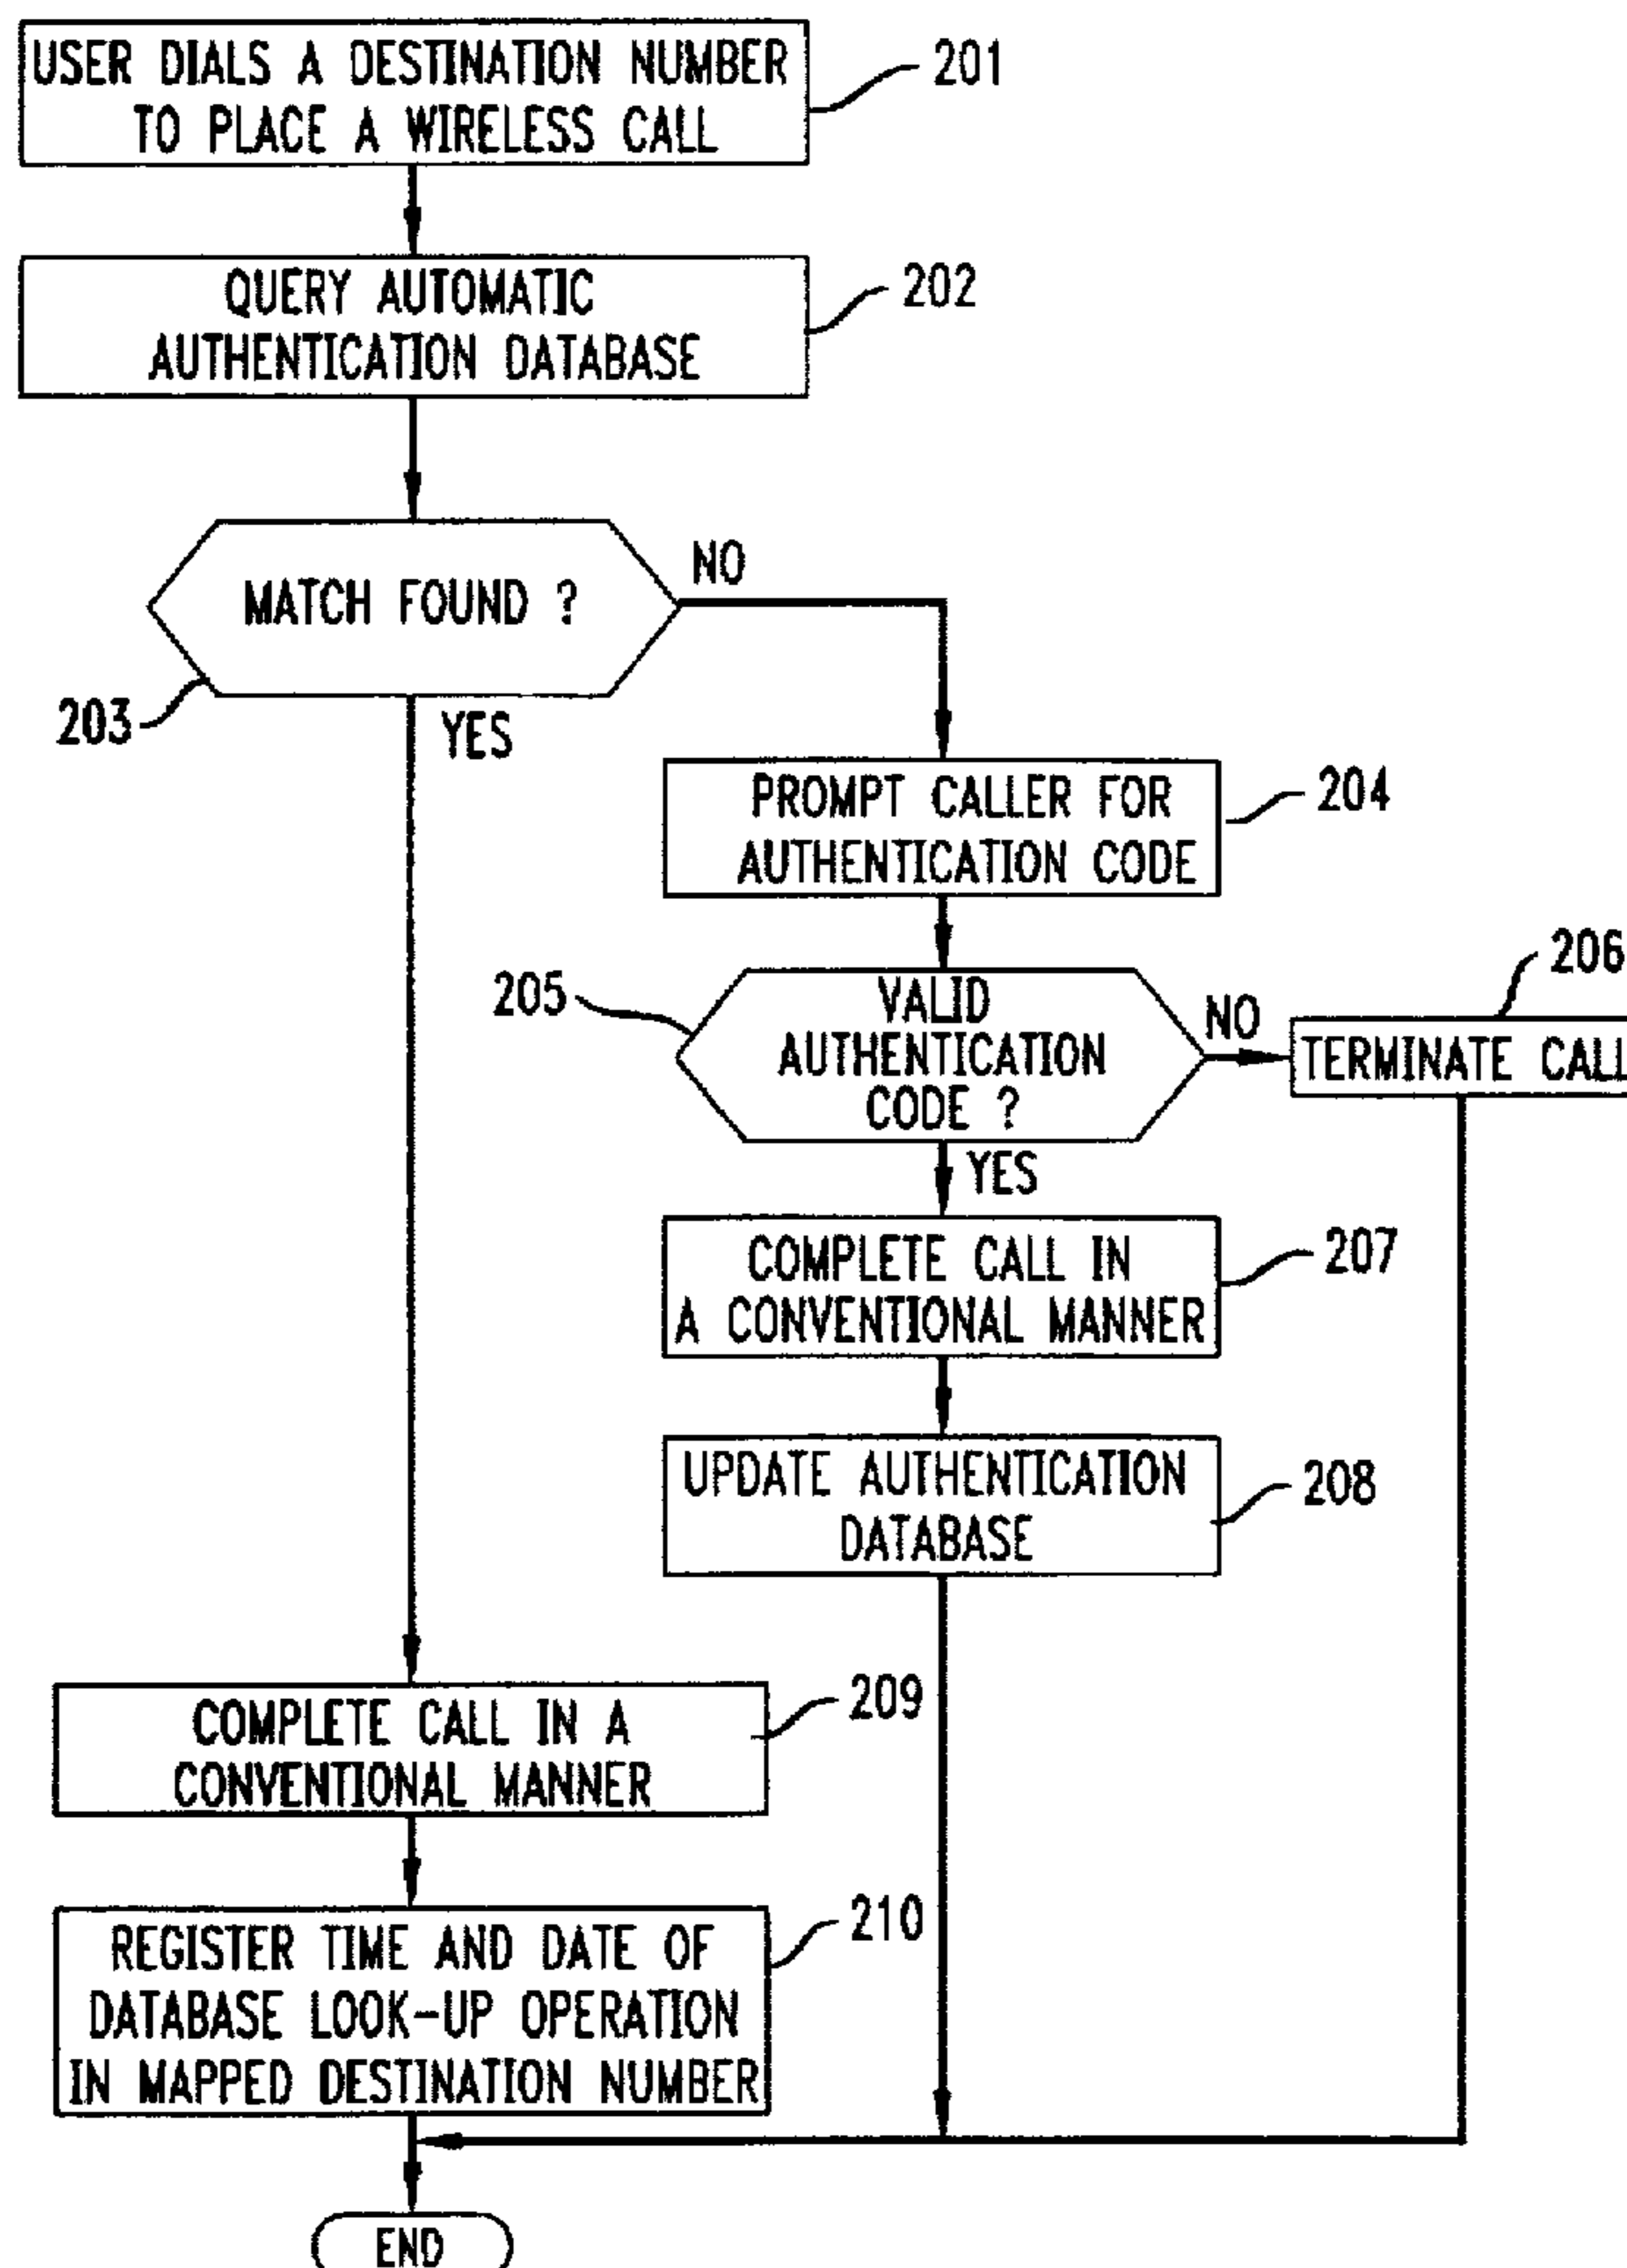 USER DIALS A DESTINATION NUMBER
TO PLACE A WIRELESS CALL
201
QUERY AUTOMATIC
AUTHENTICATION DATABASE
202
MATCH FOUND ?
203
NO
YES
PROMPT CALLER FOR
AUTHENTICATION CODE
204
VALID
AUTHENTICATION
CODE ?
205
NO
TERMINATE CALL
206
YES
COMPLETE CALL IN
A CONVENTIONAL MANNER
207
UPDATE AUTHENTICATION
DATABASE
208
COMPLETE CALL IN A
CONVENTIONAL MANNER
209
REGISTER TIME AND DATE OF
DATABASE LOOK-UP OPERATION
IN MAPPED DESTINATION NUMBER
210
END